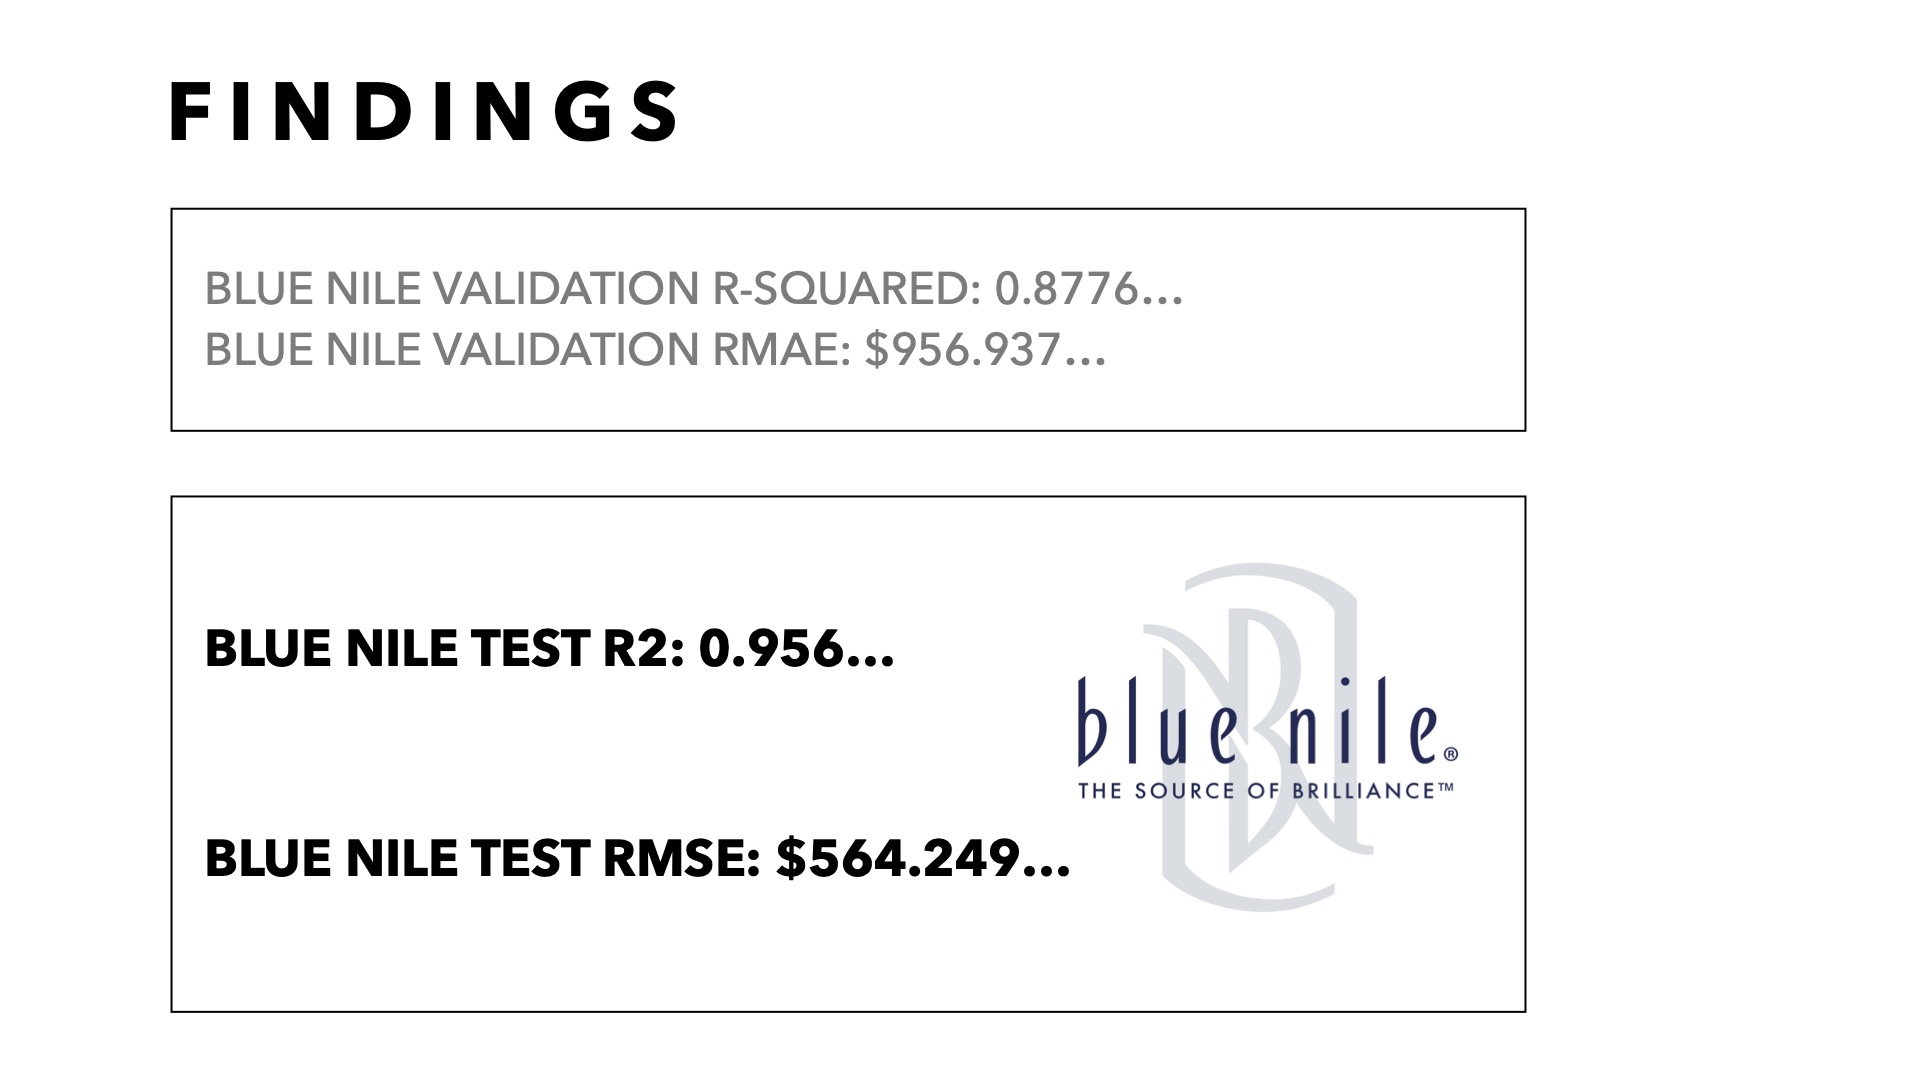 FINDINGS
BLUE NILE VALIDATION R-SQUARED: 0.8776...
BLUE NILE VALIDATION RMAE: $956.937...
BLUE NILE TEST R2: 0.956...
blue nile®
THE SOURCE OF BRILLIANCE™
BLUE NILE TEST RMSE: $564.249...